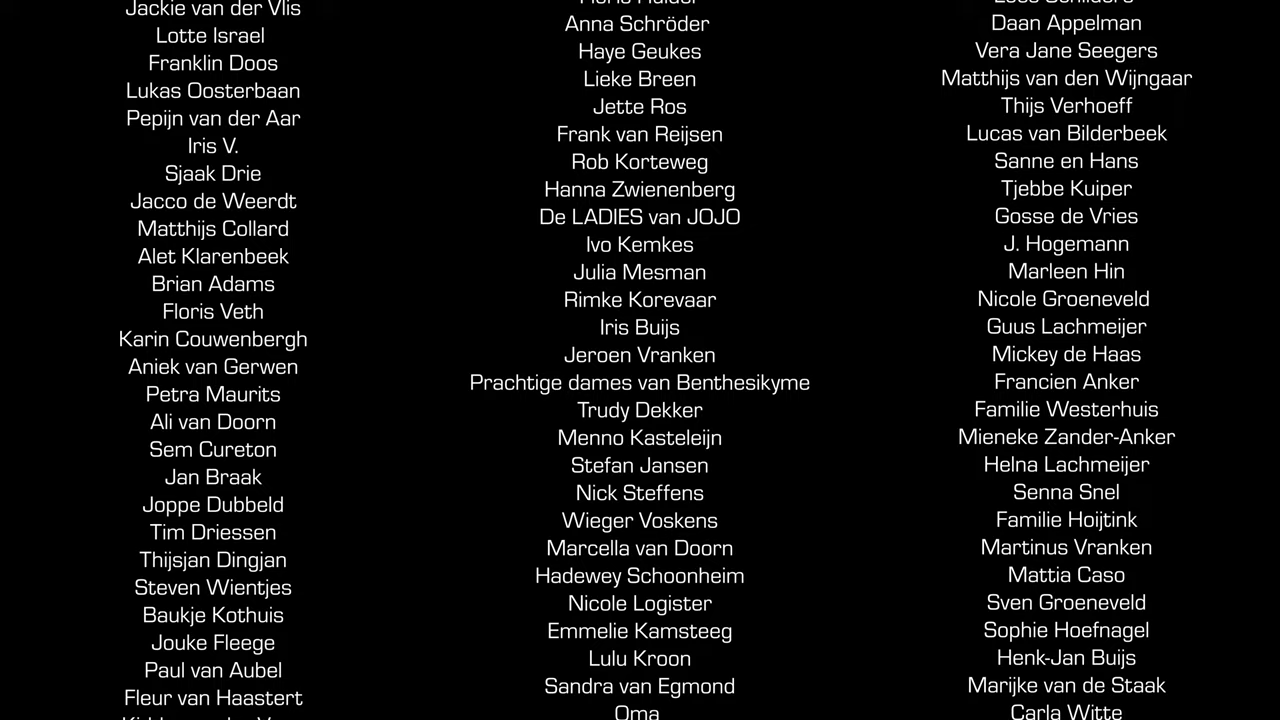 Jackie van der Vlis
Lotte Israel
Franklin Doos
Lukas Oosterbaan
Pepijn van der Aar
Iris V.
Sjaak Drie
Jacco de Weerdt
Matthijs Collard
Alet Klarenbeek
Brian Adams
Floris Veth
Karin Couwenbergh
Aniek van Gerwen
Petra Maurits
Ali van Doorn
Sem Cureton
Jan Braak
Joppe Dubbeld
Tim Driessen
Thijsjan Dingjan
Steven Wientjes
Baukje Kothuis
Jouke Fleege
Paul van Aubel
Fleur van Haastert
Anna Schröder
Haye Geukes
Lieke Breen
Jette Ros
Frank van Reijsen
Rob Korteweg
Hanna Zwienenberg
De LADIES van JOJO
Ivo Kemkes
Julia Mesman
Rimke Korevaar
Iris Buijs
Jeroen Vranken
Prachtige dames van Benthesikyme
Trudy Dekker
Menno Kasteleijn
Stefan Jansen
Nick Steffens
Wieger Voskens
Marcella van Doorn
Hadewey Schoonheim
Nicole Logister
Emmelie Kamsteeg
Lulu Kroon
Sandra van Egmond
Oma
Daan Appelman
Vera Jane Seegers
Matthijs van den Wijngaar
Thijs Verhoeff
Lucas van Bilderbeek
Sanne en Hans
Tjebbe Kuiper
Gosse de Vries
J. Hogemann
Marleen Hin
Nicole Groeneveld
Guus Lachmeijer
Mickey de Haas
Francien Anker
Familie Westerhuis
Mieneke Zander-Anker
Helna Lachmeijer
Senna Snel
Familie Hoijtink
Martinus Vranken
Mattia Caso
Sven Groeneveld
Sophie Hoefnagel
Henk-Jan Buijs
Marijke van de Staak
Carla Witte